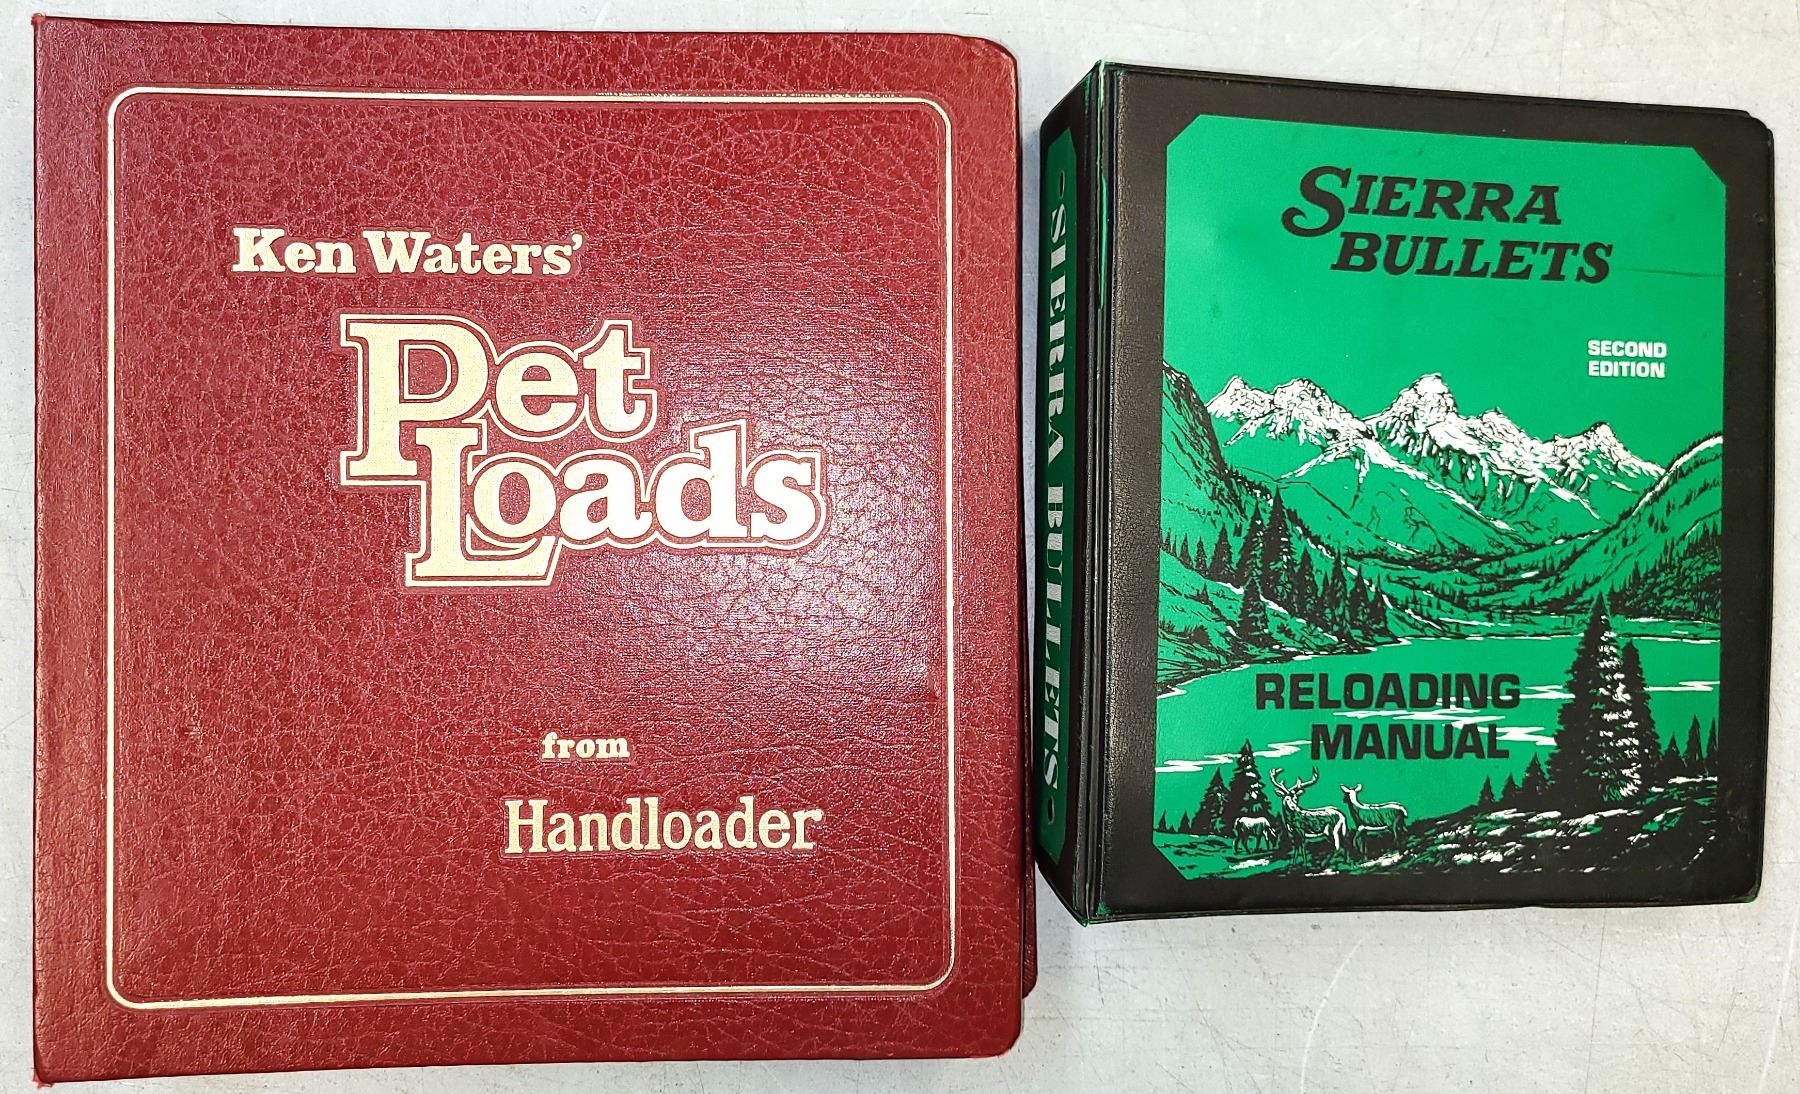 Ken Waters'
Pet
Loads
from
Handloader
SIERRA BULLETS
SIERRA
BULLETS
SECOND
EDITION
RELOADING
MANUAL